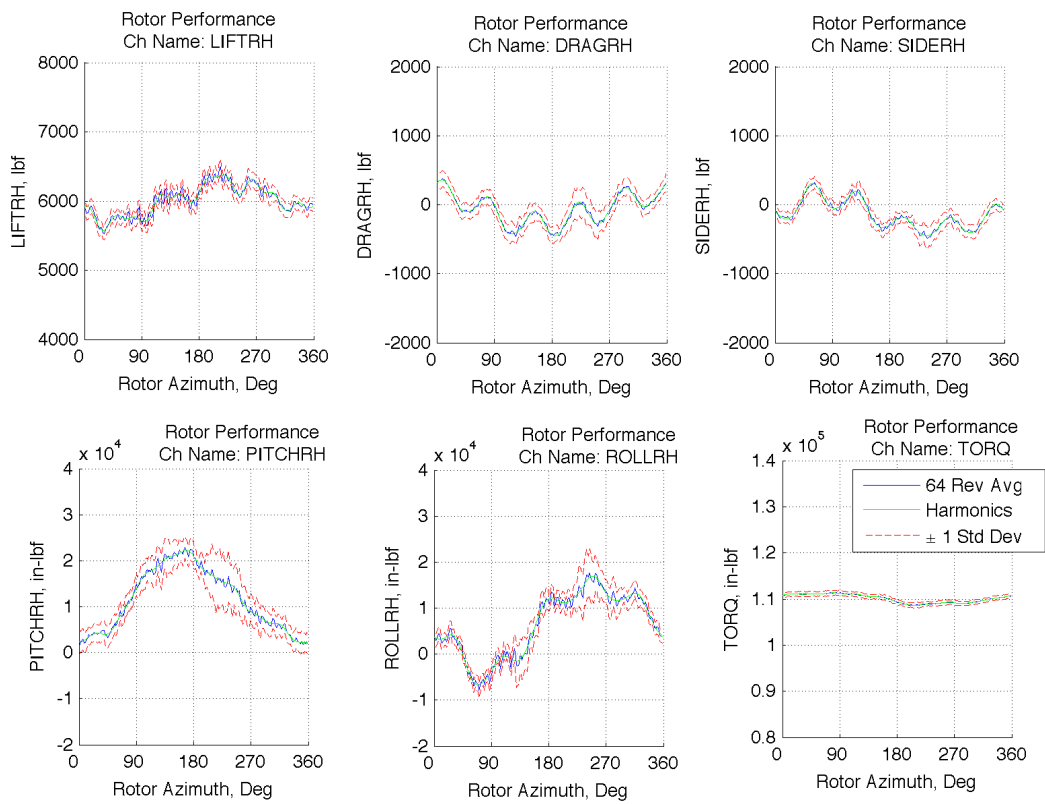 Rotor Performance
Ch Name: LIFTRH
8000
7000
6000
5000
4000
LIFTRH, lbf
0 90 180 270 360
Rotor Azimuth, Deg
Rotor Performance
Ch Name: DRAGRH
2000
1000
0
-1000
-2000
DRAGRH, lbf
0 90 180 270 360
Rotor Azimuth, Deg
Rotor Performance
Ch Name: SIDERH
2000
1000
0
-1000
-2000
SIDERH, lbf
0 90 180 270 360
Rotor Azimuth, Deg
Rotor Performance
x 10^4 Ch Name: PITCHRH
4
3
2
1
0
-1
-2
PITCHRH, in-lbf
0 90 180 270 360
Rotor Azimuth, Deg
Rotor Performance
x 10^4 Ch Name: ROLLRH
4
3
2
1
0
-1
-2
ROLLRH, in-lbf
0 90 180 270 360
Rotor Azimuth, Deg
Rotor Performance
x 10^5 Ch Name: TORQ
1.4
1.3
1.2
1.1
1
0.9
0.8
TORQ, in-lbf
64 Rev Avg
Harmonics
± 1 Std Dev
0 90 180 270 360
Rotor Azimuth, Deg